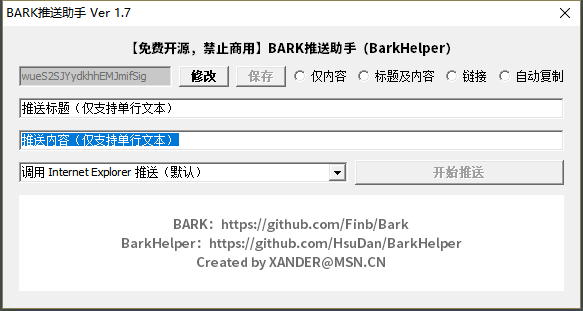 BARK推送助手 Ver 1.7
【免费开源，禁止商用】BARK推送助手（BarkHelper）
wueS2SJYydkhhEMJmifSig 修改 保存 仅内容 标题及内容 链接 自动复制
推送标题（仅支持单行文本）
推送内容（仅支持单行文本）
调用 Internet Explorer 推送（默认） 开始推送
BARK：https://github.com/Finb/Bark
BarkHelper：https://github.com/HsuDan/BarkHelper
Created by XANDER@MSN.CN